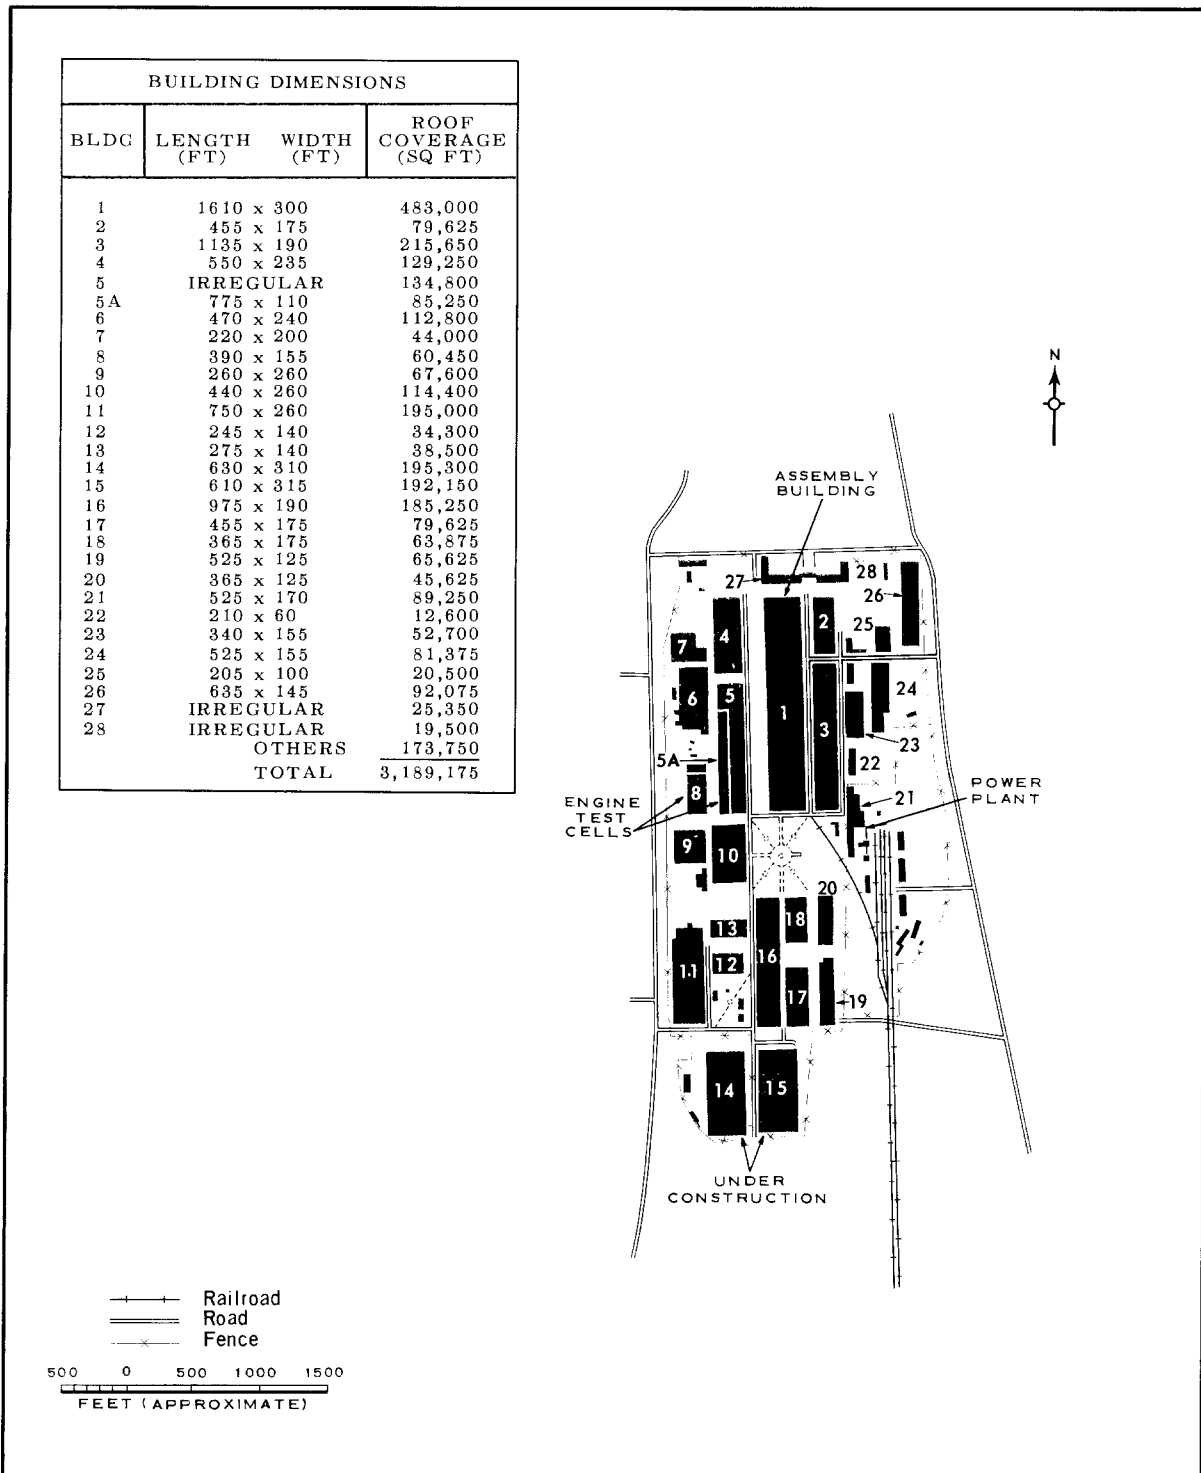 BUILDING DIMENSIONS
BLDG LENGTH (FT) WIDTH (FT) ROOF COVERAGE (SQ FT)
1 1610 x 300 483,000
2 455 x 175 79,625
3 1135 x 190 215,650
4 550 x 235 129,250
5 IRREGULAR 134,800
5A 775 x 110 85,250
6 470 x 240 112,800
7 220 x 200 44,000
8 390 x 155 60,450
9 260 x 260 67,600
10 440 x 260 114,400
11 750 x 260 195,000
12 245 x 140 34,300
13 275 x 140 38,500
14 630 x 310 195,300
15 610 x 315 192,150
16 975 x 190 185,250
17 455 x 175 79,625
18 365 x 175 63,875
19 525 x 125 65,625
20 365 x 125 45,625
21 525 x 170 89,250
22 210 x 60 12,600
23 340 x 155 52,700
24 525 x 155 81,375
25 205 x 100 20,500
26 635 x 145 92,075
27 IRREGULAR 25,350
28 IRREGULAR 19,500
OTHERS 173,750
TOTAL 3,189,175
N
ASSEMBLY
BUILDING
27
28
26
4
2
25
7
6
5
1
24
3
23
5A
22
8
21
POWER
PLANT
ENGINE
TEST
CELLS
9
10
20
13
18
16
11
12
17
19
14
15
UNDER
CONSTRUCTION
Railroad
Road
Fence
500 0 500 1000 1500
FEET (APPROXIMATE)